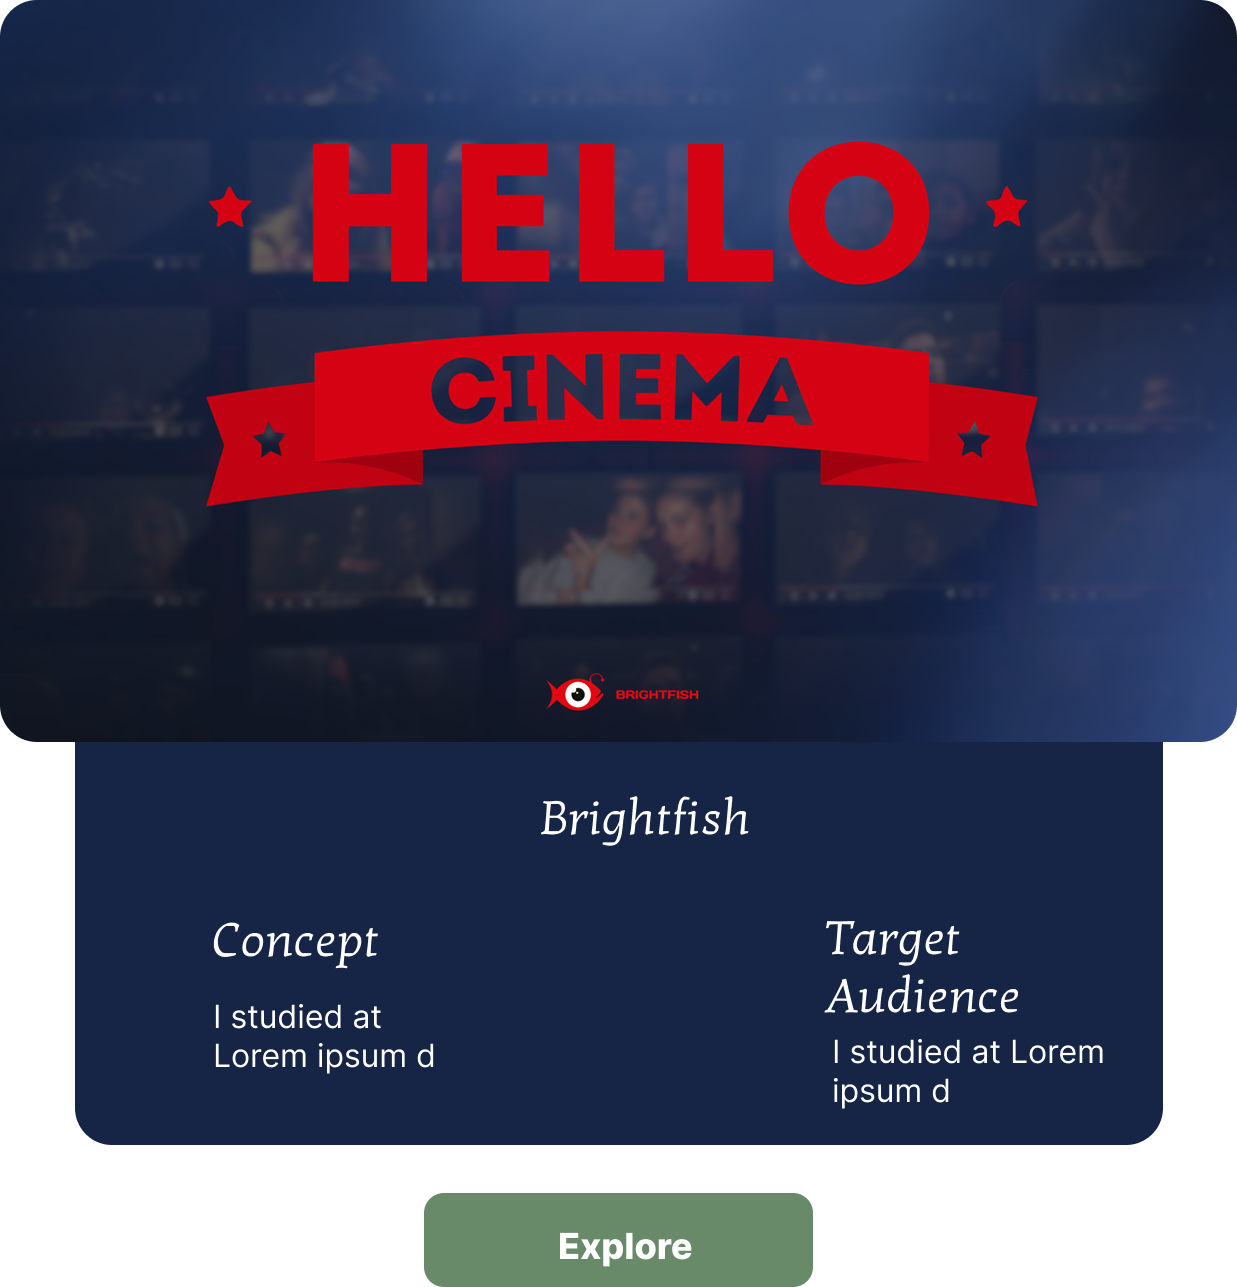 HELLO
CINEMA
BRIGHTFISH
Brightfish
Concept
I studied at
Lorem ipsum d
Target
Audience
I studied at Lorem
ipsum d
Explore